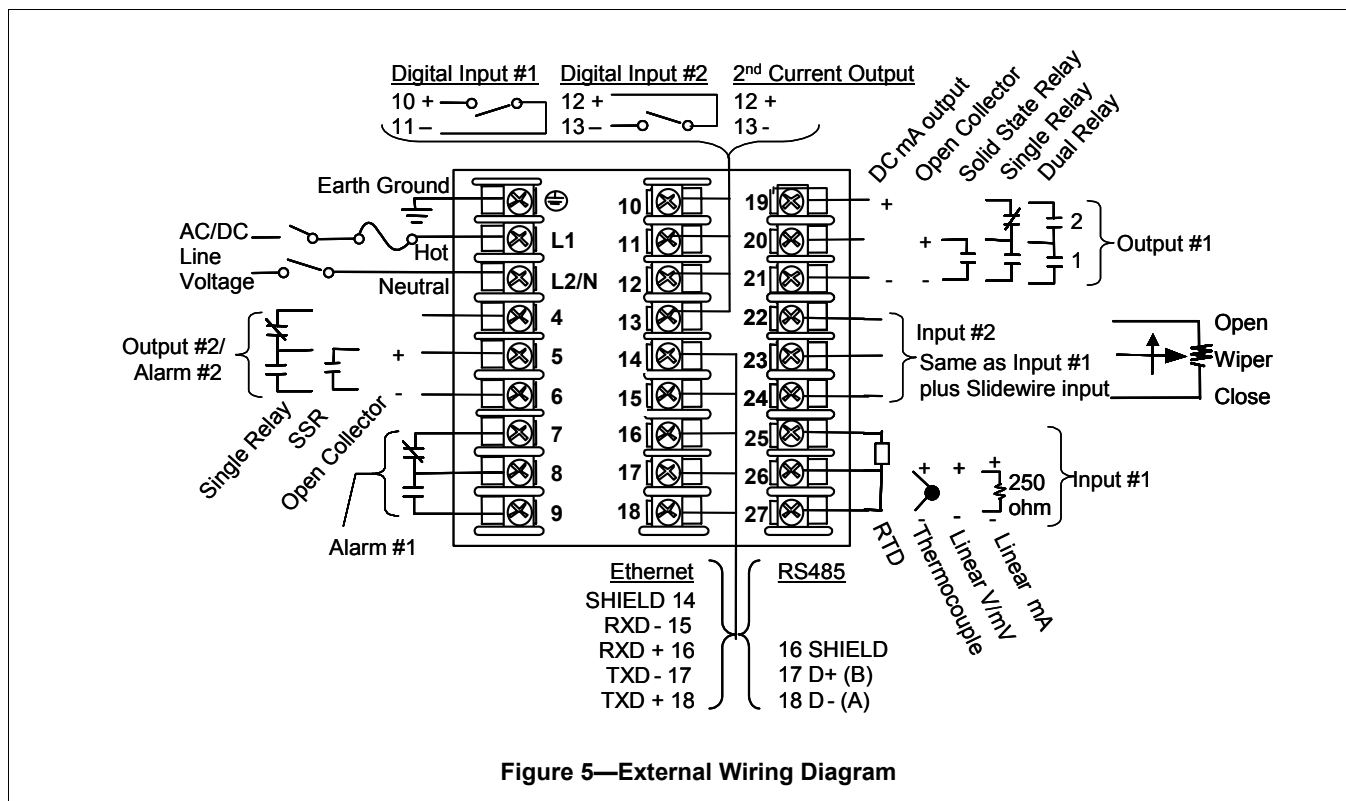 Digital Input #1 Digital Input #2 2nd Current Output
10 + 12 + 12 +
11 – 13 – 13 -
DC mA output
Open Collector
Solid State Relay
Single Relay
Dual Relay
Earth Ground
AC/DC
Line
Voltage
Hot
Neutral
L1
L2/N
4
5
6
7
8
9
10
11
12
13
14
15
16
17
18
19
20
21
22
23
24
25
26
27
+
+
- - -
2
1
Output #1
Output #2/
Alarm #2
+
-
Single Relay
SSR
Open Collector
Alarm #1
Input #2
Same as Input #1
plus Slidewire input
Open
Wiper
Close
+ + +
250
ohm
- - -
Input #1
RTD
Thermocouple
Linear V/mV
Linear mA
Ethernet
SHIELD 14
RXD - 15
RXD + 16
TXD - 17
TXD + 18
RS485
16 SHIELD
17 D+ (B)
18 D - (A)
Figure 5—External Wiring Diagram